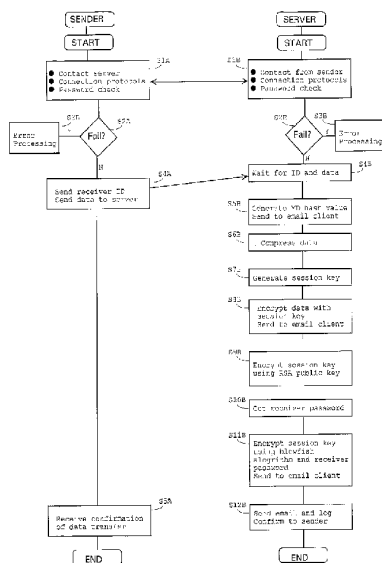 SENDER
START
S1A
● Contact server
● Connection protocols
● Password check
S2A
Fail?
Error
Processing
N
S4A
Send receiver ID
Send data to server
S5A
Receive confirmation
of data transfer
END
SERVER
START
S1B
● Contact from sender
● Connection protocols
● Password check
S2B
Fail?
S3B
Error
Processing
N
S4B
Wait for ID and data
S5B
Generate MD hash value
Send to email client
S6B
Compress data
S7B
Generate session key
S8B
Encrypt data with
session key
Send to email client
S9B
Encrypt session key
using RSA public key
S10B
Get receiver password
S11B
Encrypt session key
using blowfish
algorithm and receiver
password
Send to email client
S12B
Send email and log
Confirm to sender
END